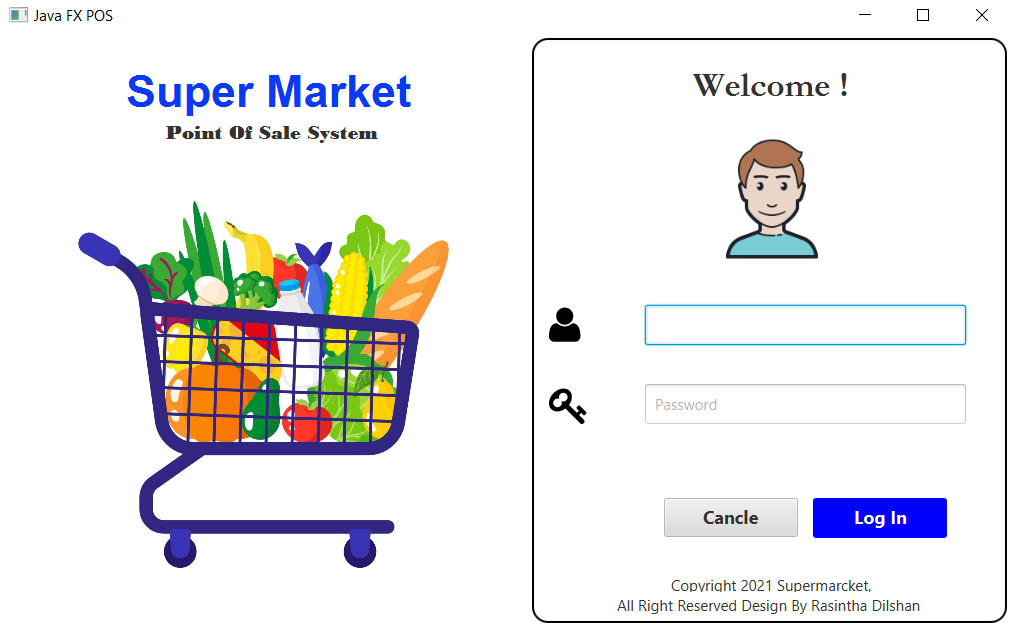 Java FX POS
Super Market
Point Of Sale System
Welcome !
Password
Cancle
Log In
Copyright 2021 Supermarcket,
All Right Reserved Design By Rasintha Dilshan